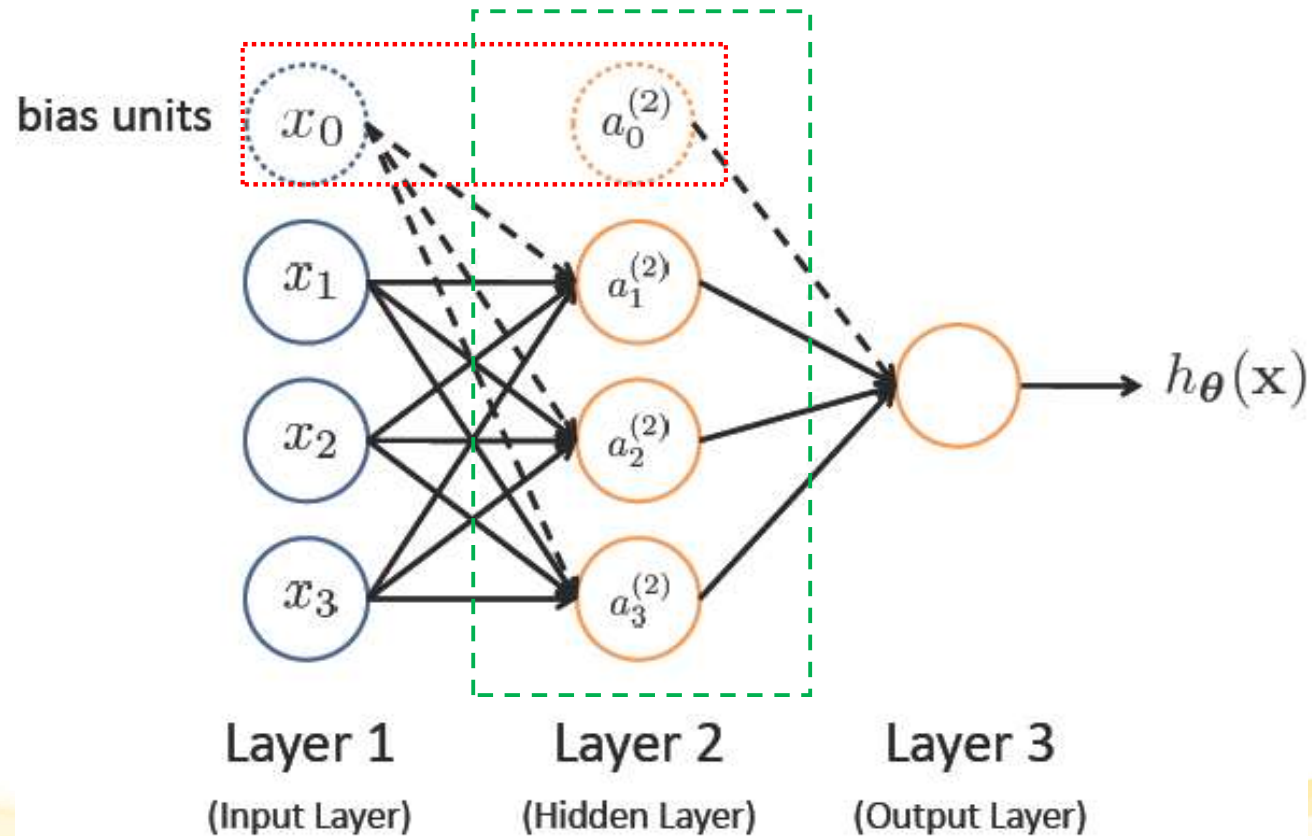 bias units
x₀
a₀⁽²⁾
x₁
a₁⁽²⁾
x₂
a₂⁽²⁾
x₃
a₃⁽²⁾
h_θ(x)
Layer 1
Layer 2
Layer 3
(Input Layer)
(Hidden Layer)
(Output Layer)